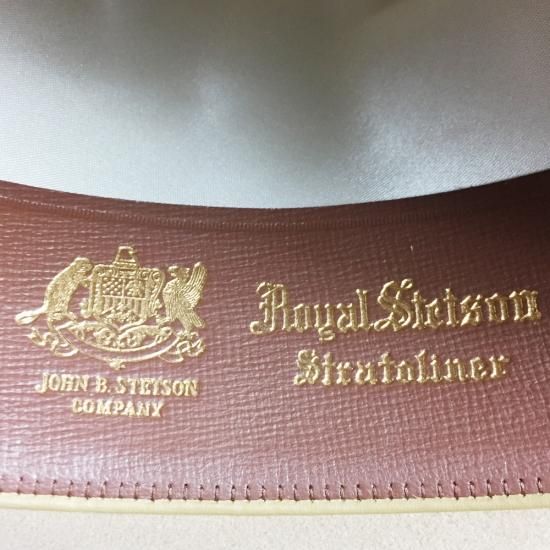 JOHN B. STETSON
COMPANY
Royal Stetson
Stratoliner